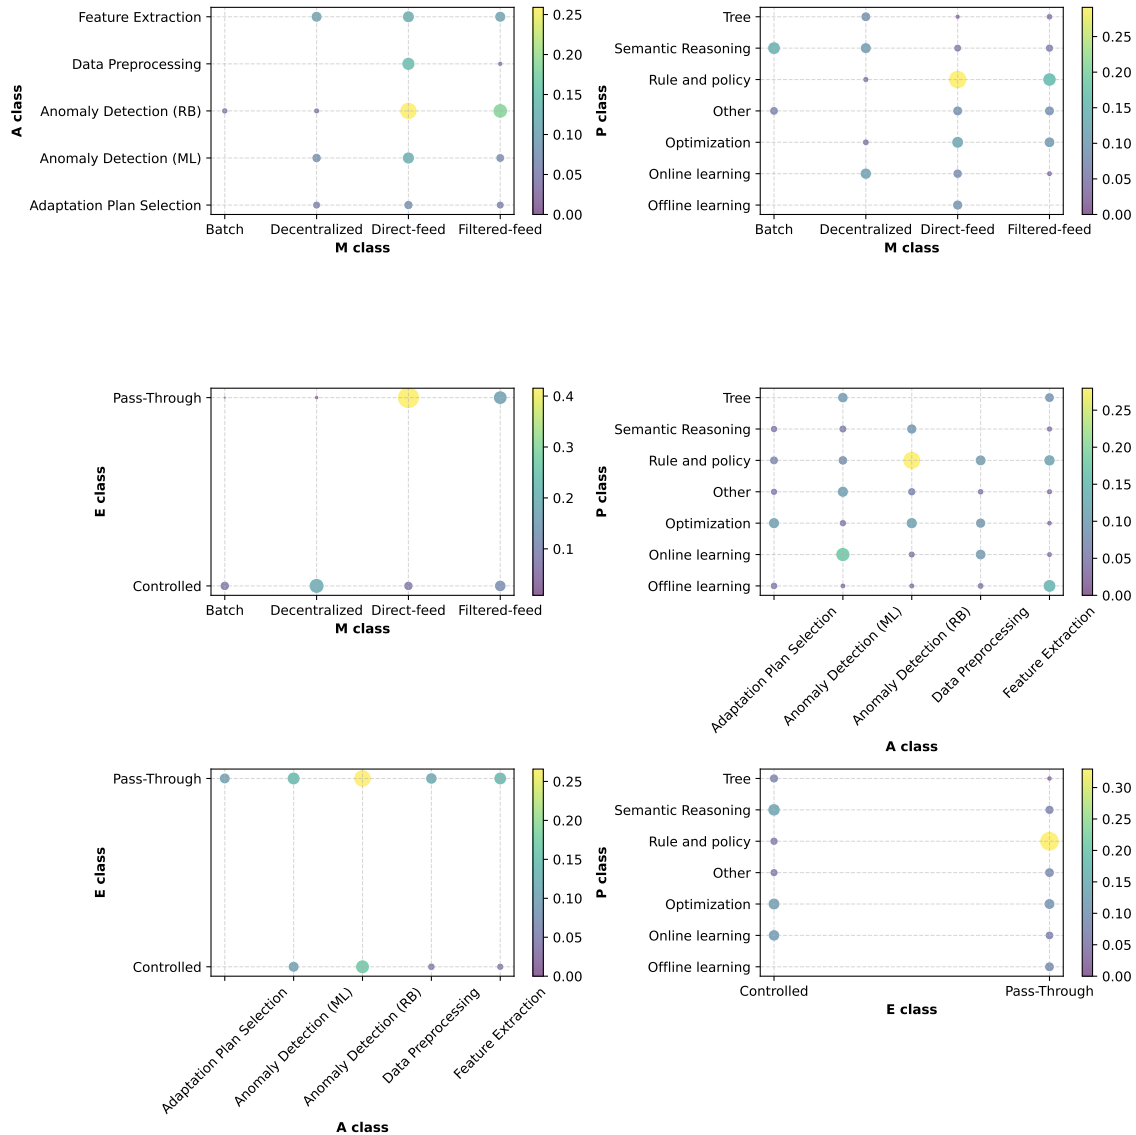 Feature Extraction
Data Preprocessing
Anomaly Detection (RB)
Anomaly Detection (ML)
Adaptation Plan Selection
A class
Batch Decentralized Direct-feed Filtered-feed
M class
0.25
0.20
0.15
0.10
0.05
0.00
Tree
Semantic Reasoning
Rule and policy
Other
Optimization
Online learning
Offline learning
P class
Batch Decentralized Direct-feed Filtered-feed
M class
0.25
0.20
0.15
0.10
0.05
0.00
Pass-Through
Controlled
E class
Batch Decentralized Direct-feed Filtered-feed
M class
0.4
0.3
0.2
0.1
Tree
Semantic Reasoning
Rule and policy
Other
Optimization
Online learning
Offline learning
P class
Adaptation Plan Selection
Anomaly Detection (ML)
Anomaly Detection (RB)
Data Preprocessing
Feature Extraction
A class
0.25
0.20
0.15
0.10
0.05
0.00
Pass-Through
Controlled
E class
Adaptation Plan Selection
Anomaly Detection (ML)
Anomaly Detection (RB)
Data Preprocessing
Feature Extraction
A class
0.25
0.20
0.15
0.10
0.05
0.00
Tree
Semantic Reasoning
Rule and policy
Other
Optimization
Online learning
Offline learning
P class
Controlled Pass-Through
E class
0.30
0.25
0.20
0.15
0.10
0.05
0.00